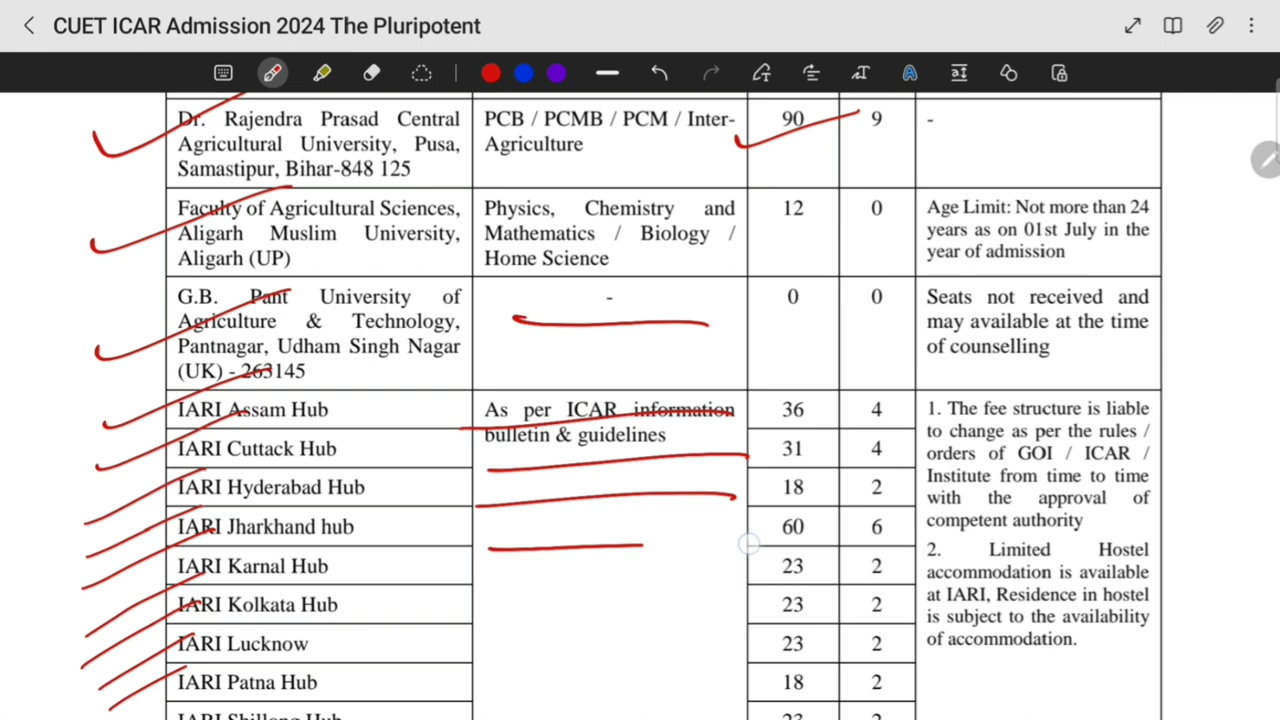 CUET ICAR Admission 2024 The Pluripotent
Dr. Rajendra Prasad Central
Agricultural University, Pusa,
Samastipur, Bihar-848 125
PCB / PCMB / PCM / Inter-
Agriculture
90
9
-
Faculty of Agricultural Sciences,
Aligarh Muslim University,
Aligarh (UP)
Physics, Chemistry and
Mathematics / Biology /
Home Science
12
0
Age Limit: Not more than 24
years as on 01st July in the
year of admission
G.B. Pant University of
Agriculture & Technology,
Pantnagar, Udham Singh Nagar
(UK) - 263145
-
0
0
Seats not received and
may available at the time
of counselling
IARI Assam Hub
As per ICAR information
bulletin & guidelines
36
4
1. The fee structure is liable
to change as per the rules /
orders of GOI / ICAR /
Institute from time to time
with the approval of
competent authority
2. Limited Hostel
accommodation is available
at IARI, Residence in hostel
is subject to the availability
of accommodation.
IARI Cuttack Hub
31
4
IARI Hyderabad Hub
18
2
IARI Jharkhand hub
60
6
IARI Karnal Hub
23
2
IARI Kolkata Hub
23
2
IARI Lucknow
23
2
IARI Patna Hub
18
2
IARI Shillong Hub
23
2